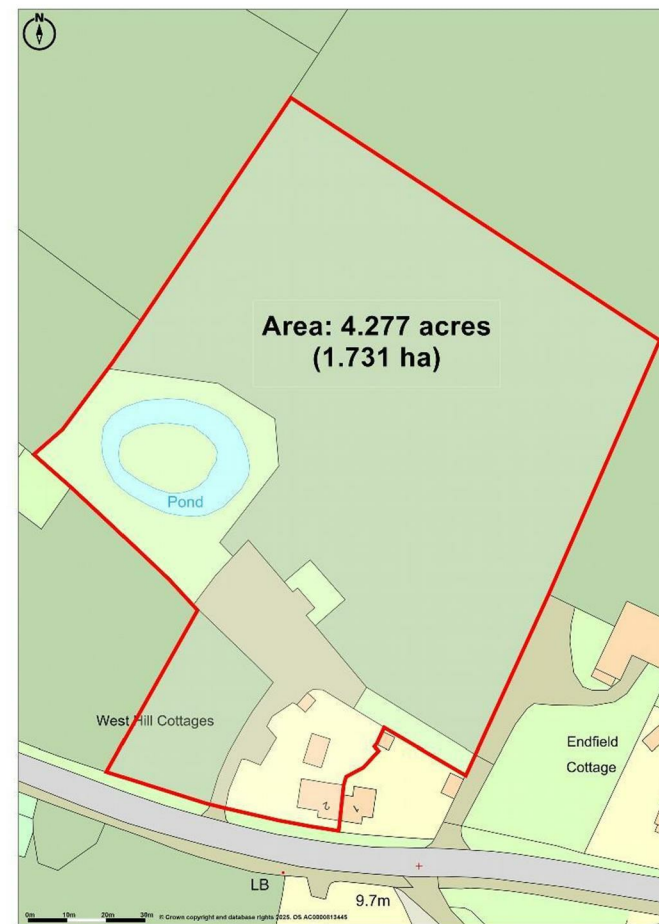 N
Area: 4.277 acres
(1.731 ha)
Pond
West Hill Cottages
Endfield
Cottage
2
1
LB
9.7m
0m 10m 20m 30m © Crown copyright and database rights 2025. OS AC0000813445